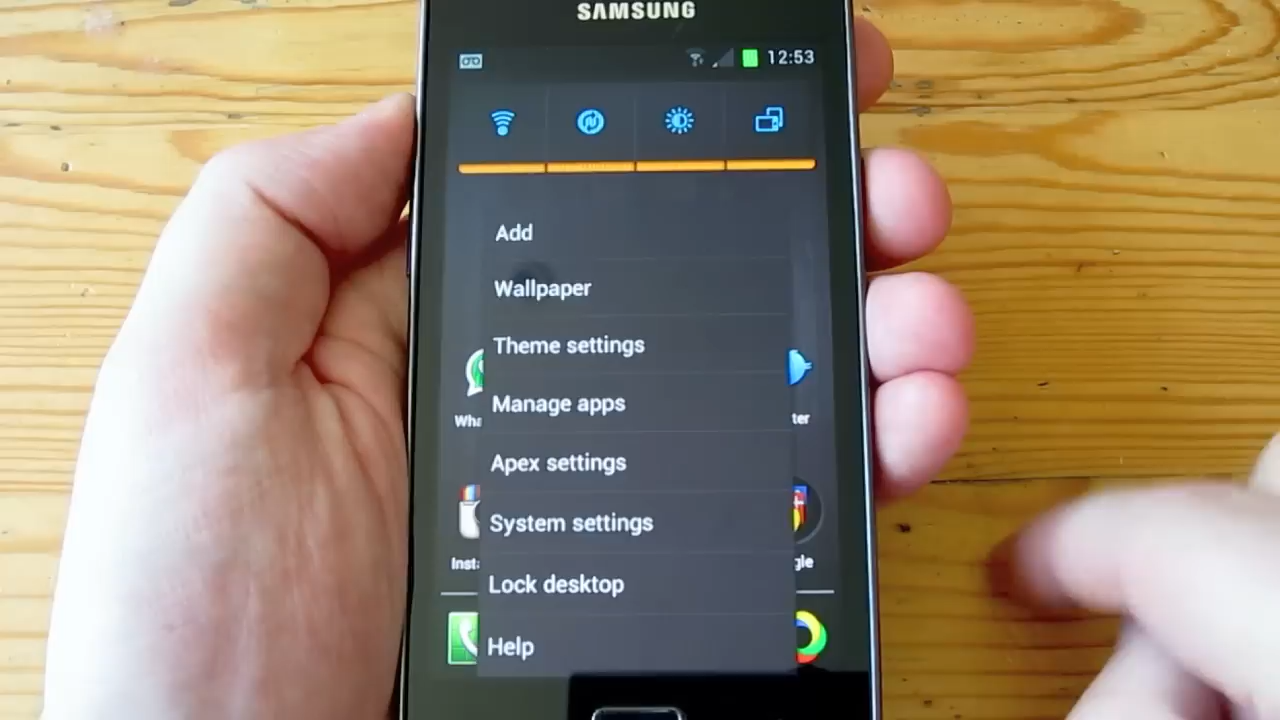 SAMSUNG
12:53
Add
Wallpaper
Theme settings
Manage apps
Apex settings
System settings
Lock desktop
Help